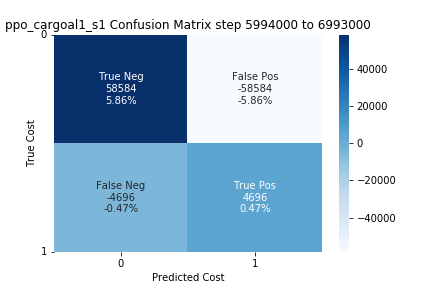 ppo_cargoal1_s1 Confusion Matrix step 5994000 to 6993000
0
True Neg
58584
5.86%
False Pos
-58584
-5.86%
False Neg
-4696
-0.47%
True Pos
4696
0.47%
1
True Cost
0
1
Predicted Cost
40000
20000
0
−20000
−40000